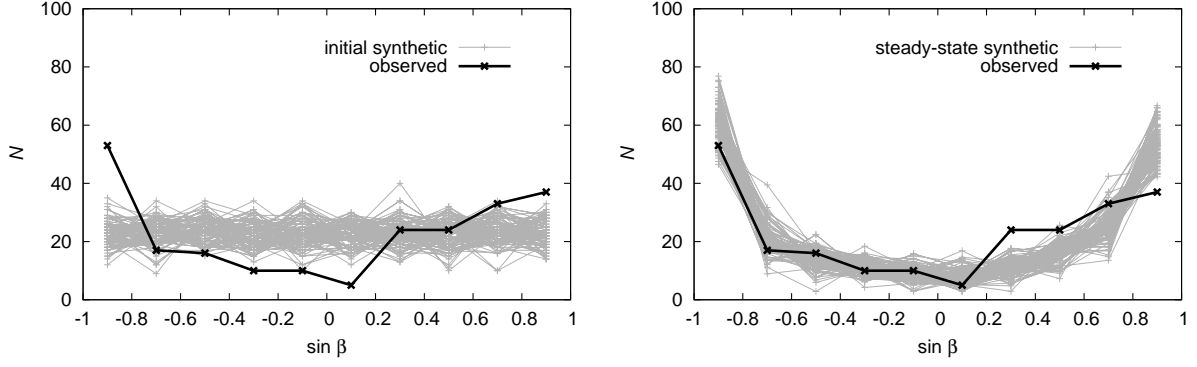 100
80
60
40
20
0
N
initial synthetic
observed
-1 -0.8 -0.6 -0.4 -0.2 0 0.2 0.4 0.6 0.8 1
sin β
100
80
60
40
20
0
N
steady-state synthetic
observed
-1 -0.8 -0.6 -0.4 -0.2 0 0.2 0.4 0.6 0.8 1
sin β